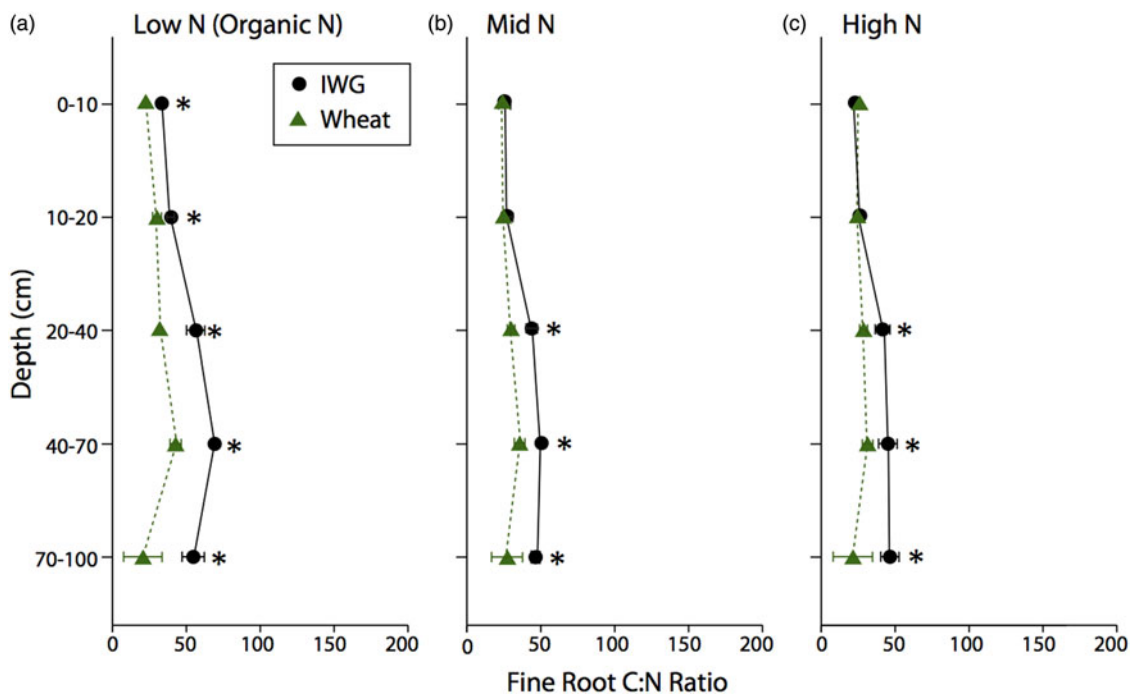 (a) Low N (Organic N) (b) Mid N (c) High N
IWG
Wheat
0-10
*
10-20
*
20-40
* * *
40-70
* * *
70-100
* * *
Depth (cm)
0 50 100 150 200 0 50 100 150 200 0 50 100 150 200
Fine Root C:N Ratio